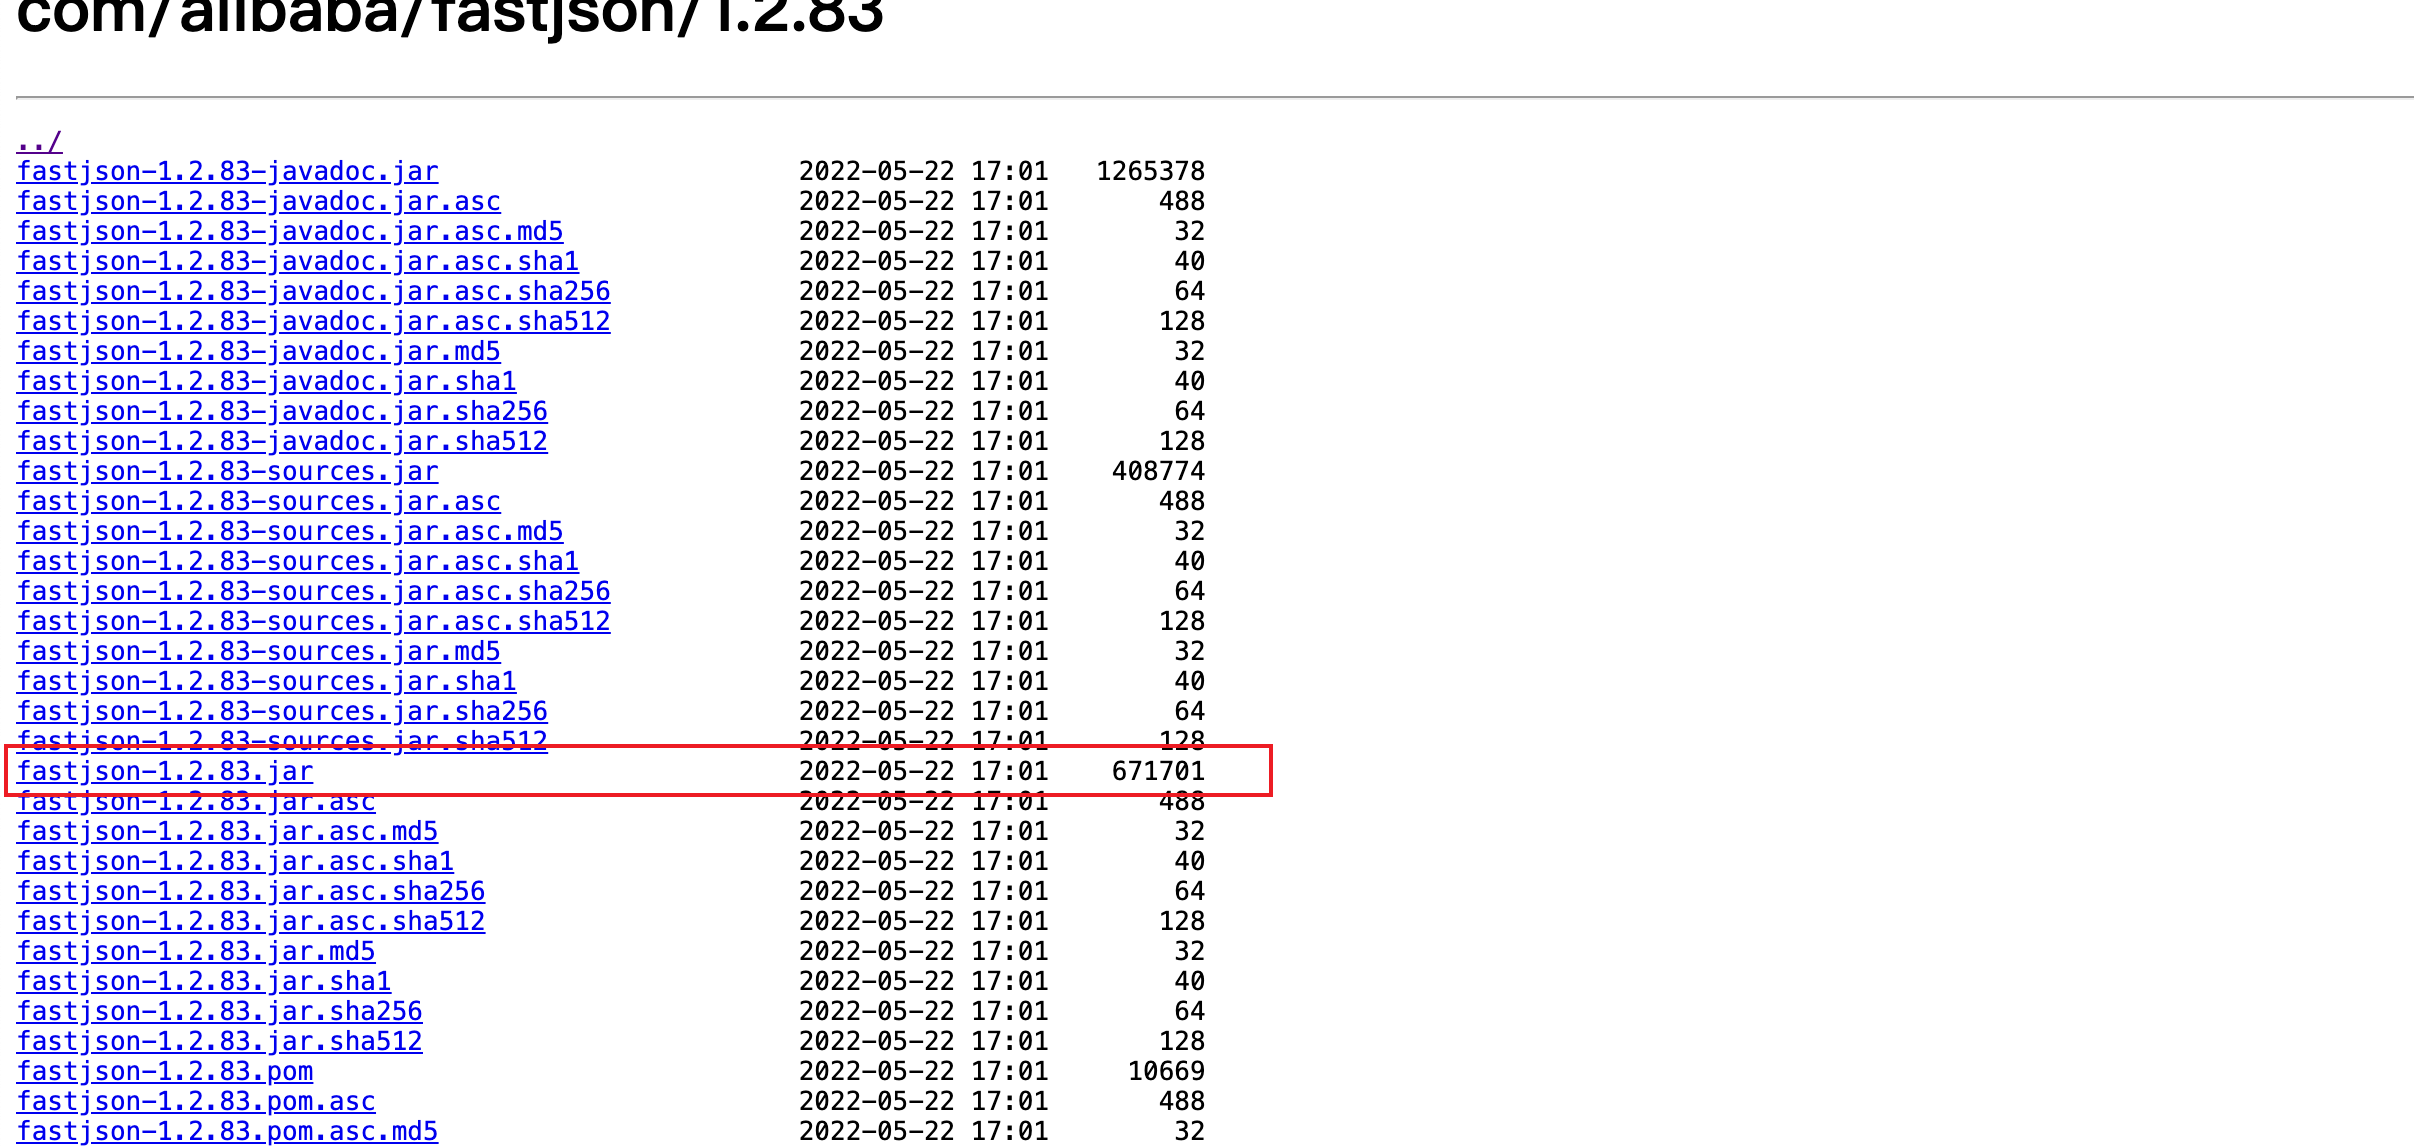 com/alibaba/fastjson/1.2.83
../
fastjson-1.2.83-javadoc.jar 2022-05-22 17:01 1265378
fastjson-1.2.83-javadoc.jar.asc 2022-05-22 17:01 488
fastjson-1.2.83-javadoc.jar.asc.md5 2022-05-22 17:01 32
fastjson-1.2.83-javadoc.jar.asc.sha1 2022-05-22 17:01 40
fastjson-1.2.83-javadoc.jar.asc.sha256 2022-05-22 17:01 64
fastjson-1.2.83-javadoc.jar.asc.sha512 2022-05-22 17:01 128
fastjson-1.2.83-javadoc.jar.md5 2022-05-22 17:01 32
fastjson-1.2.83-javadoc.jar.sha1 2022-05-22 17:01 40
fastjson-1.2.83-javadoc.jar.sha256 2022-05-22 17:01 64
fastjson-1.2.83-javadoc.jar.sha512 2022-05-22 17:01 128
fastjson-1.2.83-sources.jar 2022-05-22 17:01 408774
fastjson-1.2.83-sources.jar.asc 2022-05-22 17:01 488
fastjson-1.2.83-sources.jar.asc.md5 2022-05-22 17:01 32
fastjson-1.2.83-sources.jar.asc.sha1 2022-05-22 17:01 40
fastjson-1.2.83-sources.jar.asc.sha256 2022-05-22 17:01 64
fastjson-1.2.83-sources.jar.asc.sha512 2022-05-22 17:01 128
fastjson-1.2.83-sources.jar.md5 2022-05-22 17:01 32
fastjson-1.2.83-sources.jar.sha1 2022-05-22 17:01 40
fastjson-1.2.83-sources.jar.sha256 2022-05-22 17:01 64
fastjson-1.2.83-sources.jar.sha512 2022-05-22 17:01 128
fastjson-1.2.83.jar 2022-05-22 17:01 671701
fastjson-1.2.83.jar.asc 2022-05-22 17:01 488
fastjson-1.2.83.jar.asc.md5 2022-05-22 17:01 32
fastjson-1.2.83.jar.asc.sha1 2022-05-22 17:01 40
fastjson-1.2.83.jar.asc.sha256 2022-05-22 17:01 64
fastjson-1.2.83.jar.asc.sha512 2022-05-22 17:01 128
fastjson-1.2.83.jar.md5 2022-05-22 17:01 32
fastjson-1.2.83.jar.sha1 2022-05-22 17:01 40
fastjson-1.2.83.jar.sha256 2022-05-22 17:01 64
fastjson-1.2.83.jar.sha512 2022-05-22 17:01 128
fastjson-1.2.83.pom 2022-05-22 17:01 10669
fastjson-1.2.83.pom.asc 2022-05-22 17:01 488
fastjson-1.2.83.pom.asc.md5 2022-05-22 17:01 32